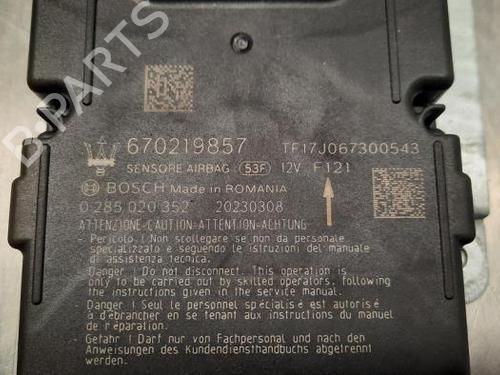 B-PARTS
670219857
TF17J067300543
SENSORE AIRBAG 53F 12V F121
BOSCH Made in ROMANIA
0 285 020 352 20230308
ATTENZIONE-CAUTION-ATTENTION-ACHTUNG
- Pericolo ! Non scollegare se non da personale
specializzato e seguendo le istruzioni del manuale
di assistenza tecnica.
- Danger ! Do not disconnect. This operation is
only to be carried out by skilled operators, following
the instructions given in the service manual.
- Danger ! Seul le personnel spécialisé est autorisé
à débrancher en se tenant aux instructions du manuel
de service.
- Gefahr ! Darf nur von Fachpersonal und nach den
Anweisungen des Kundendiensthandbuchs abgetrennt
werden.